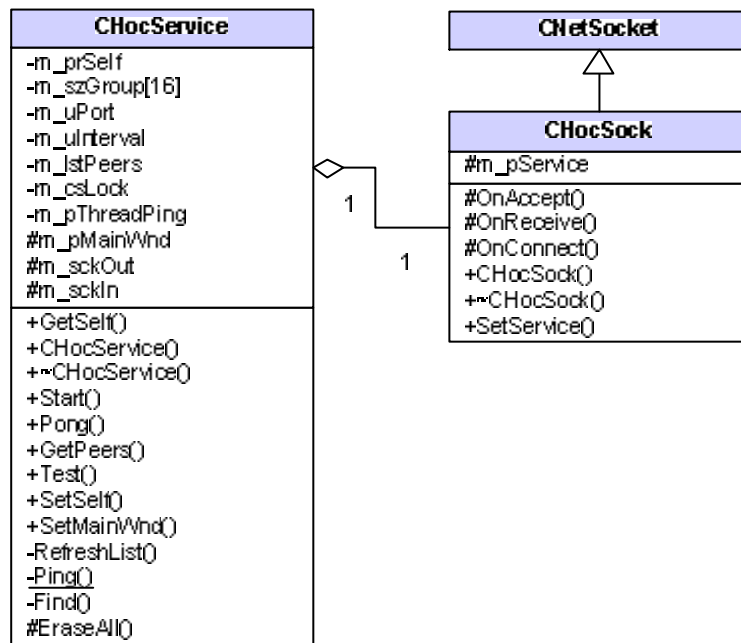 CHocService
-m_prSelf
-m_szGroup[16]
-m_uPort
-m_uInterval
-m_lstPeers
-m_csLock
-m_pThreadPing
#m_pMainWnd
#m_sckOut
#m_sckIn
+GetSelf()
+CHocService()
+~CHocService()
+Start()
+Pong()
+GetPeers()
+Test()
+SetSelf()
+SetMainWnd()
-RefreshList()
-Ping()
-Find()
#EraseAll()
1
1
CNetSocket
CHocSock
#m_pService
#OnAccept()
#OnReceive()
#OnConnect()
+CHocSock()
+~CHocSock()
+SetService()